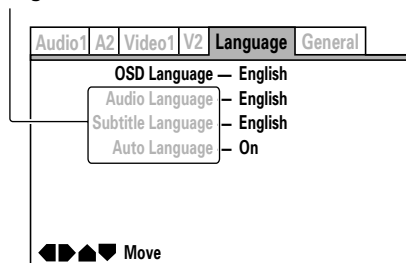 Audio1 A2 Video1 V2 Language General
OSD Language — English
Audio Language – English
Subtitle Language – English
Auto Language – On
Move